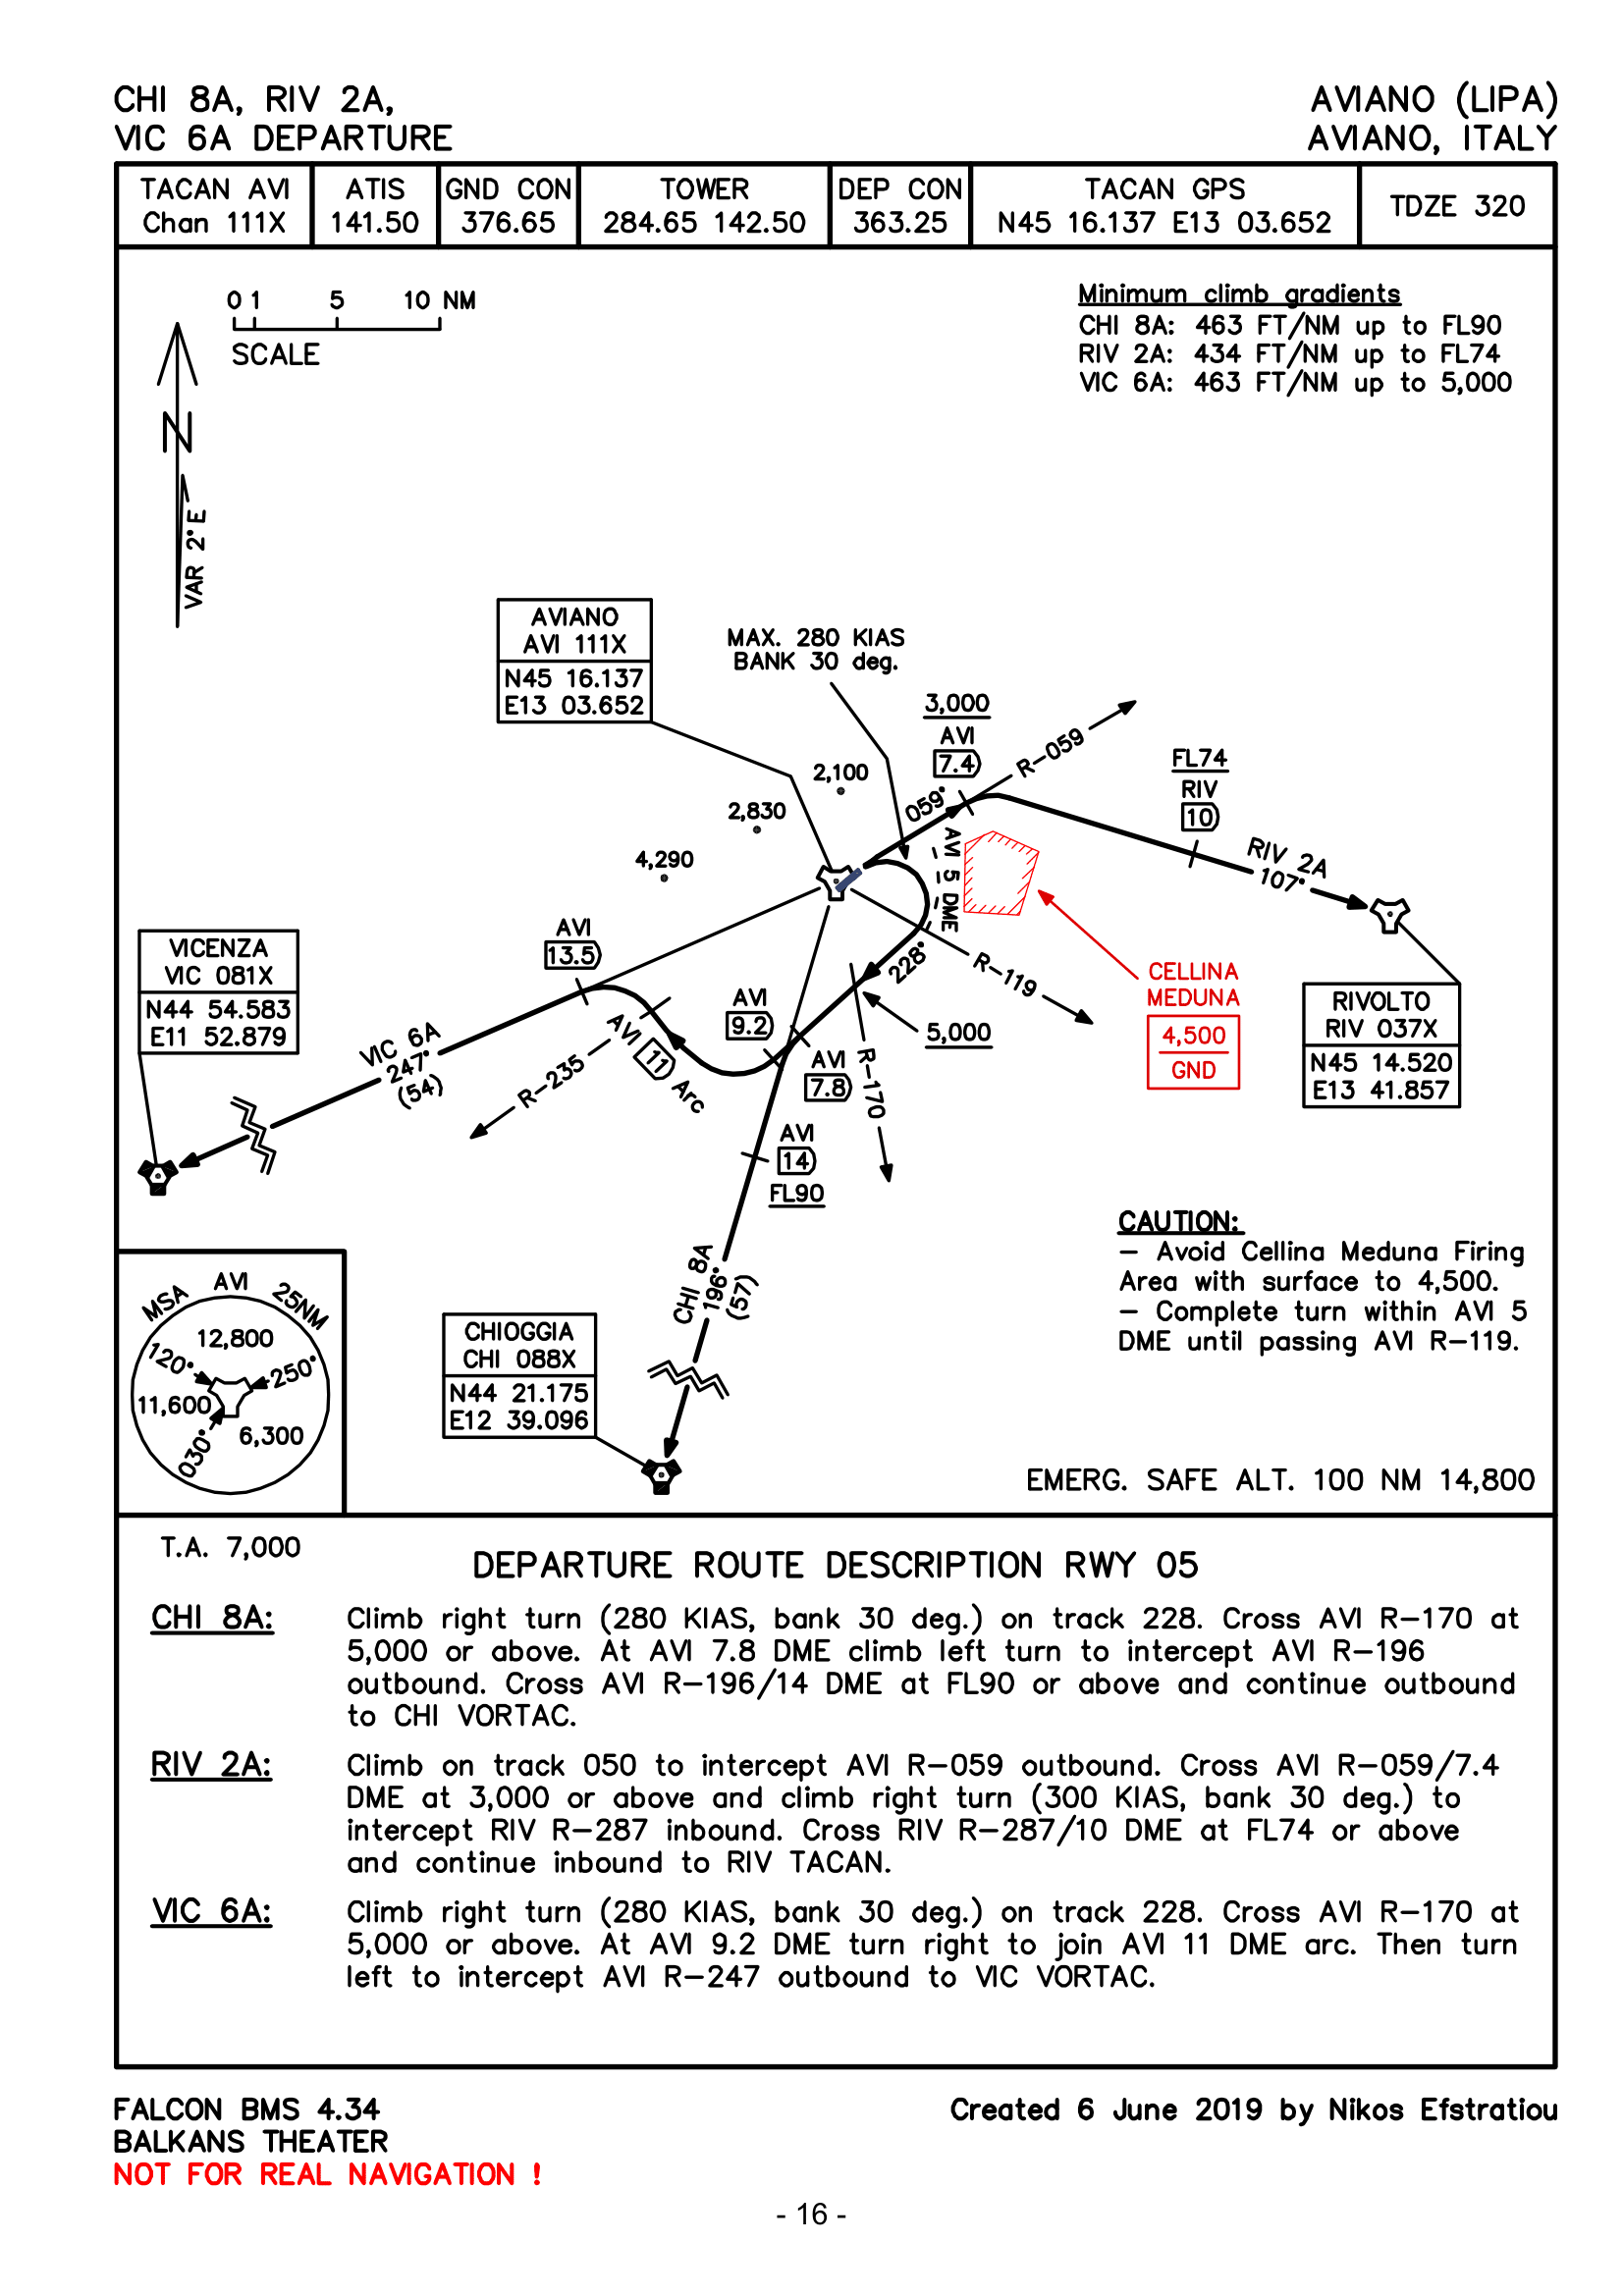 CHI 8A, RIV 2A,
VIC 6A DEPARTURE
AVIANO (LIPA)
AVIANO, ITALY
TACAN AVI
Chan 111X
ATIS
141.50
GND CON
376.65
TOWER
284.65 142.50
DEP CON
363.25
TACAN GPS
N45 16.137 E13 03.652
TDZE 320
0 1 5 10 NM
SCALE
N
VAR 2°E
Minimum climb gradients
CHI 8A: 463 FT/NM up to FL90
RIV 2A: 434 FT/NM up to FL74
VIC 6A: 463 FT/NM up to 5,000
AVIANO
AVI 111X
N45 16.137
E13 03.652
MAX. 280 KIAS
BANK 30 deg.
3,000
AVI
7.4
R-059
059°
FL74
RIV
10
RIV 2A
107°
2,100
2,830
4,290
AVI 5 DME
AVI
13.5
228°
R-119
CELLINA
MEDUNA
4,500
GND
RIVOLTO
RIV 037X
N45 14.520
E13 41.857
VICENZA
VIC 081X
N44 54.583
E11 52.879
VIC 6A
247°
(54)
R-235
AVI 11 Arc
AVI
9.2
5,000
AVI
7.8
R-170
AVI
14
FL90
CHI 8A
196°
(57)
CAUTION:
- Avoid Cellina Meduna Firing
Area with surface to 4,500.
- Complete turn within AVI 5
DME until passing AVI R-119.
MSA AVI 25NM
12,800
120°
250°
11,600
6,300
030°
CHIOGGIA
CHI 088X
N44 21.175
E12 39.096
EMERG. SAFE ALT. 100 NM 14,800
T.A. 7,000
DEPARTURE ROUTE DESCRIPTION RWY 05
CHI 8A: Climb right turn (280 KIAS, bank 30 deg.) on track 228. Cross AVI R-170 at
5,000 or above. At AVI 7.8 DME climb left turn to intercept AVI R-196
outbound. Cross AVI R-196/14 DME at FL90 or above and continue outbound
to CHI VORTAC.
RIV 2A: Climb on track 050 to intercept AVI R-059 outbound. Cross AVI R-059/7.4
DME at 3,000 or above and climb right turn (300 KIAS, bank 30 deg.) to
intercept RIV R-287 inbound. Cross RIV R-287/10 DME at FL74 or above
and continue inbound to RIV TACAN.
VIC 6A: Climb right turn (280 KIAS, bank 30 deg.) on track 228. Cross AVI R-170 at
5,000 or above. At AVI 9.2 DME turn right to join AVI 11 DME arc. Then turn
left to intercept AVI R-247 outbound to VIC VORTAC.
FALCON BMS 4.34
BALKANS THEATER
NOT FOR REAL NAVIGATION !
Created 6 June 2019 by Nikos Efstratiou
- 16 -